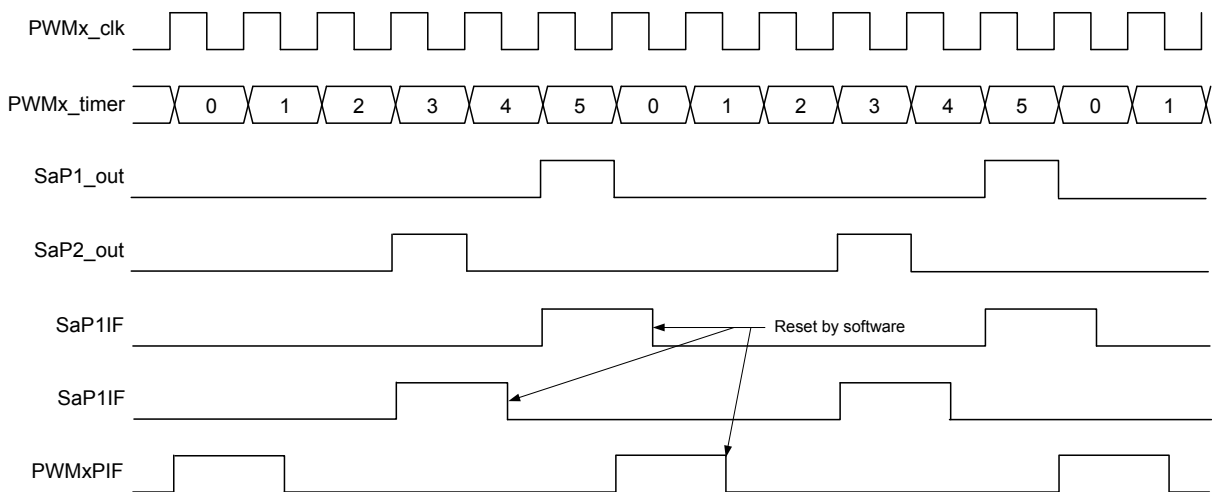 PWMx_clk
PWMx_timer 0 1 2 3 4 5 0 1 2 3 4 5 0 1
SaP1_out
SaP2_out
SaP1IF
Reset by software
SaP1IF
PWMxPIF